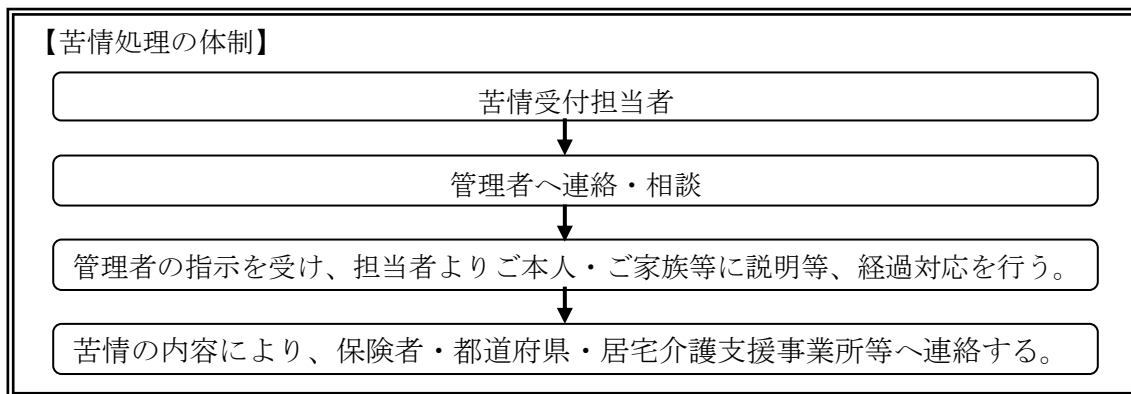 【苦情処理の体制】
苦情受付担当者
管理者へ連絡・相談
管理者の指示を受け、担当者よりご本人・ご家族等に説明等、経過対応を行う。
苦情の内容により、保険者・都道府県・居宅介護支援事業所等へ連絡する。